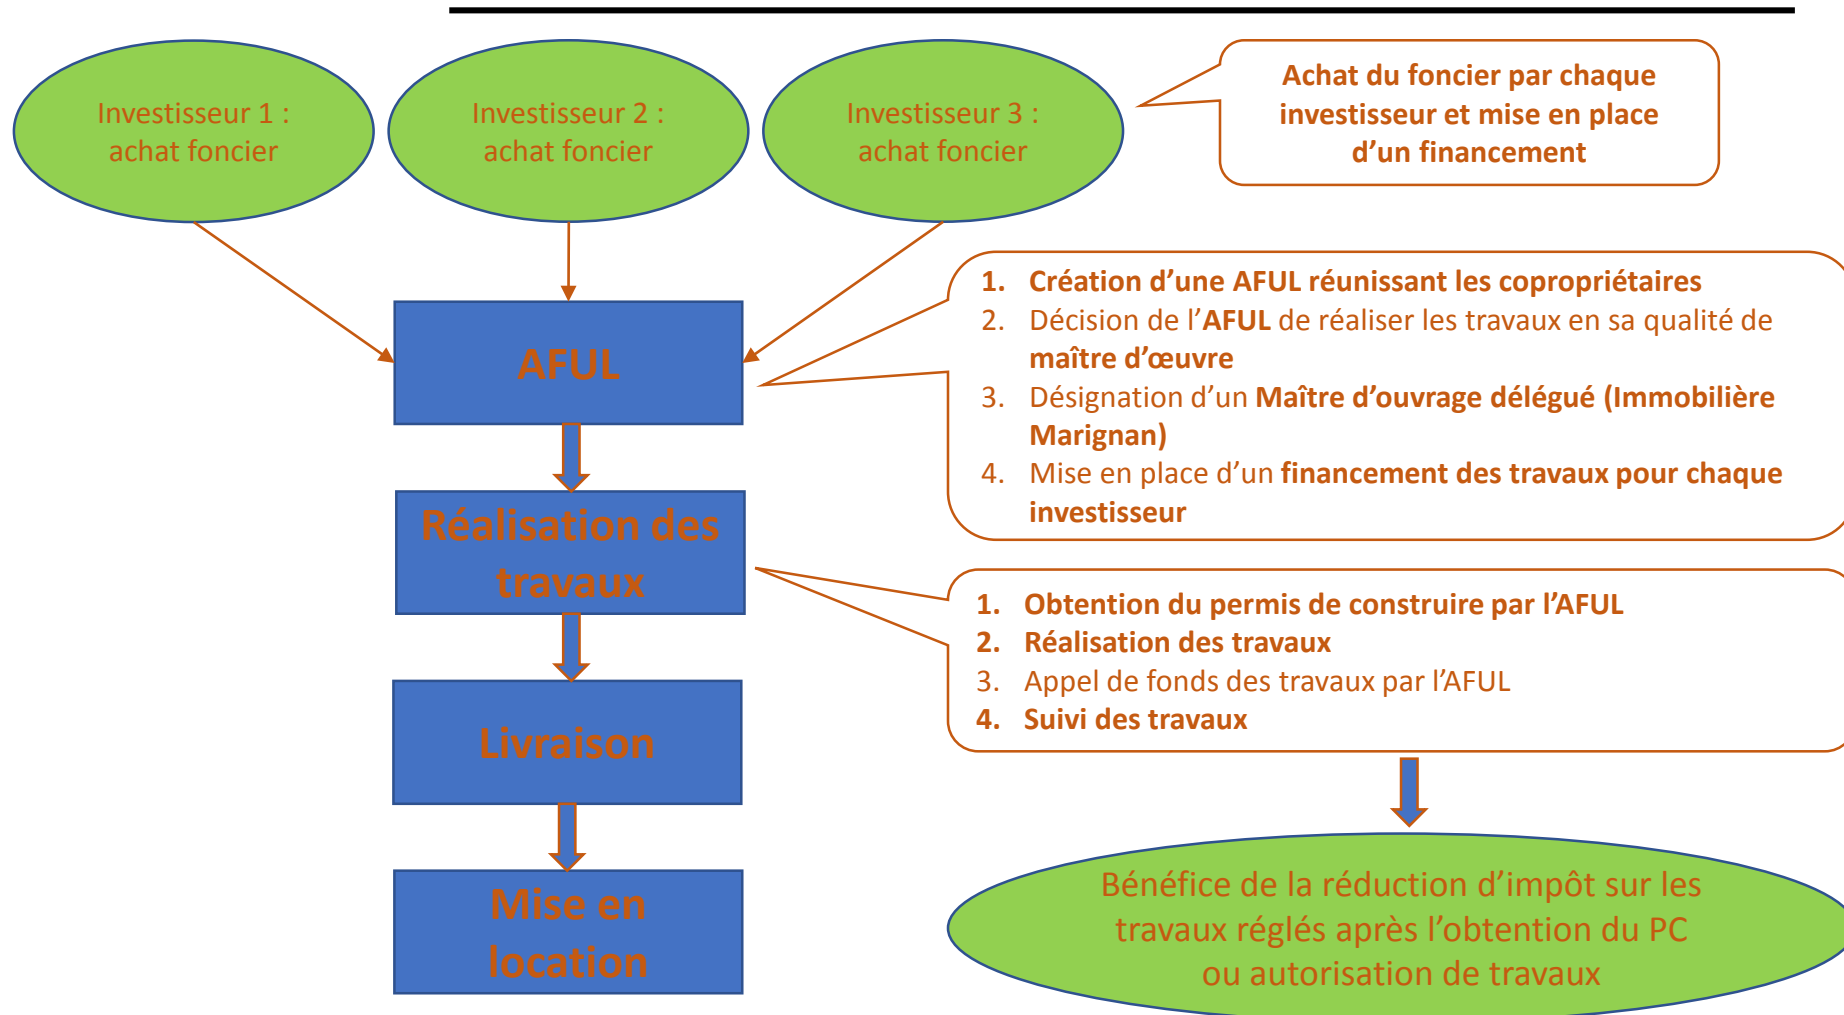 Investisseur 1 :
achat foncier
Investisseur 2 :
achat foncier
Investisseur 3 :
achat foncier
Achat du foncier par chaque
investisseur et mise en place
d’un financement
AFUL
1. Création d’une AFUL réunissant les copropriétaires
2. Décision de l’AFUL de réaliser les travaux en sa qualité de
maître d’œuvre
3. Désignation d’un Maître d’ouvrage délégué (Immobilière
Marignan)
4. Mise en place d’un financement des travaux pour chaque
investisseur
Réalisation des
travaux
1. Obtention du permis de construire par l’AFUL
2. Réalisation des travaux
3. Appel de fonds des travaux par l’AFUL
4. Suivi des travaux
Livraison
Mise en
location
Bénéfice de la réduction d’impôt sur les
travaux réglés après l’obtention du PC
ou autorisation de travaux